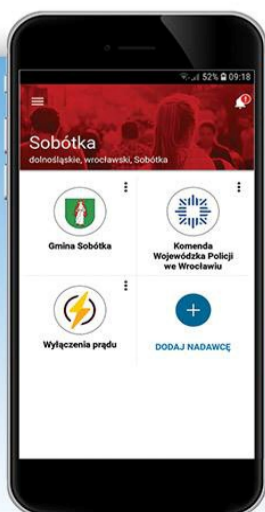 52% 09:18
Sobótka
dolnośląskie, wrocławski, Sobótka
Gmina Sobótka
Komenda
Wojewódzka Policji
we Wrocławiu
Wyłączenia prądu
DODAJ NADAWCĘ